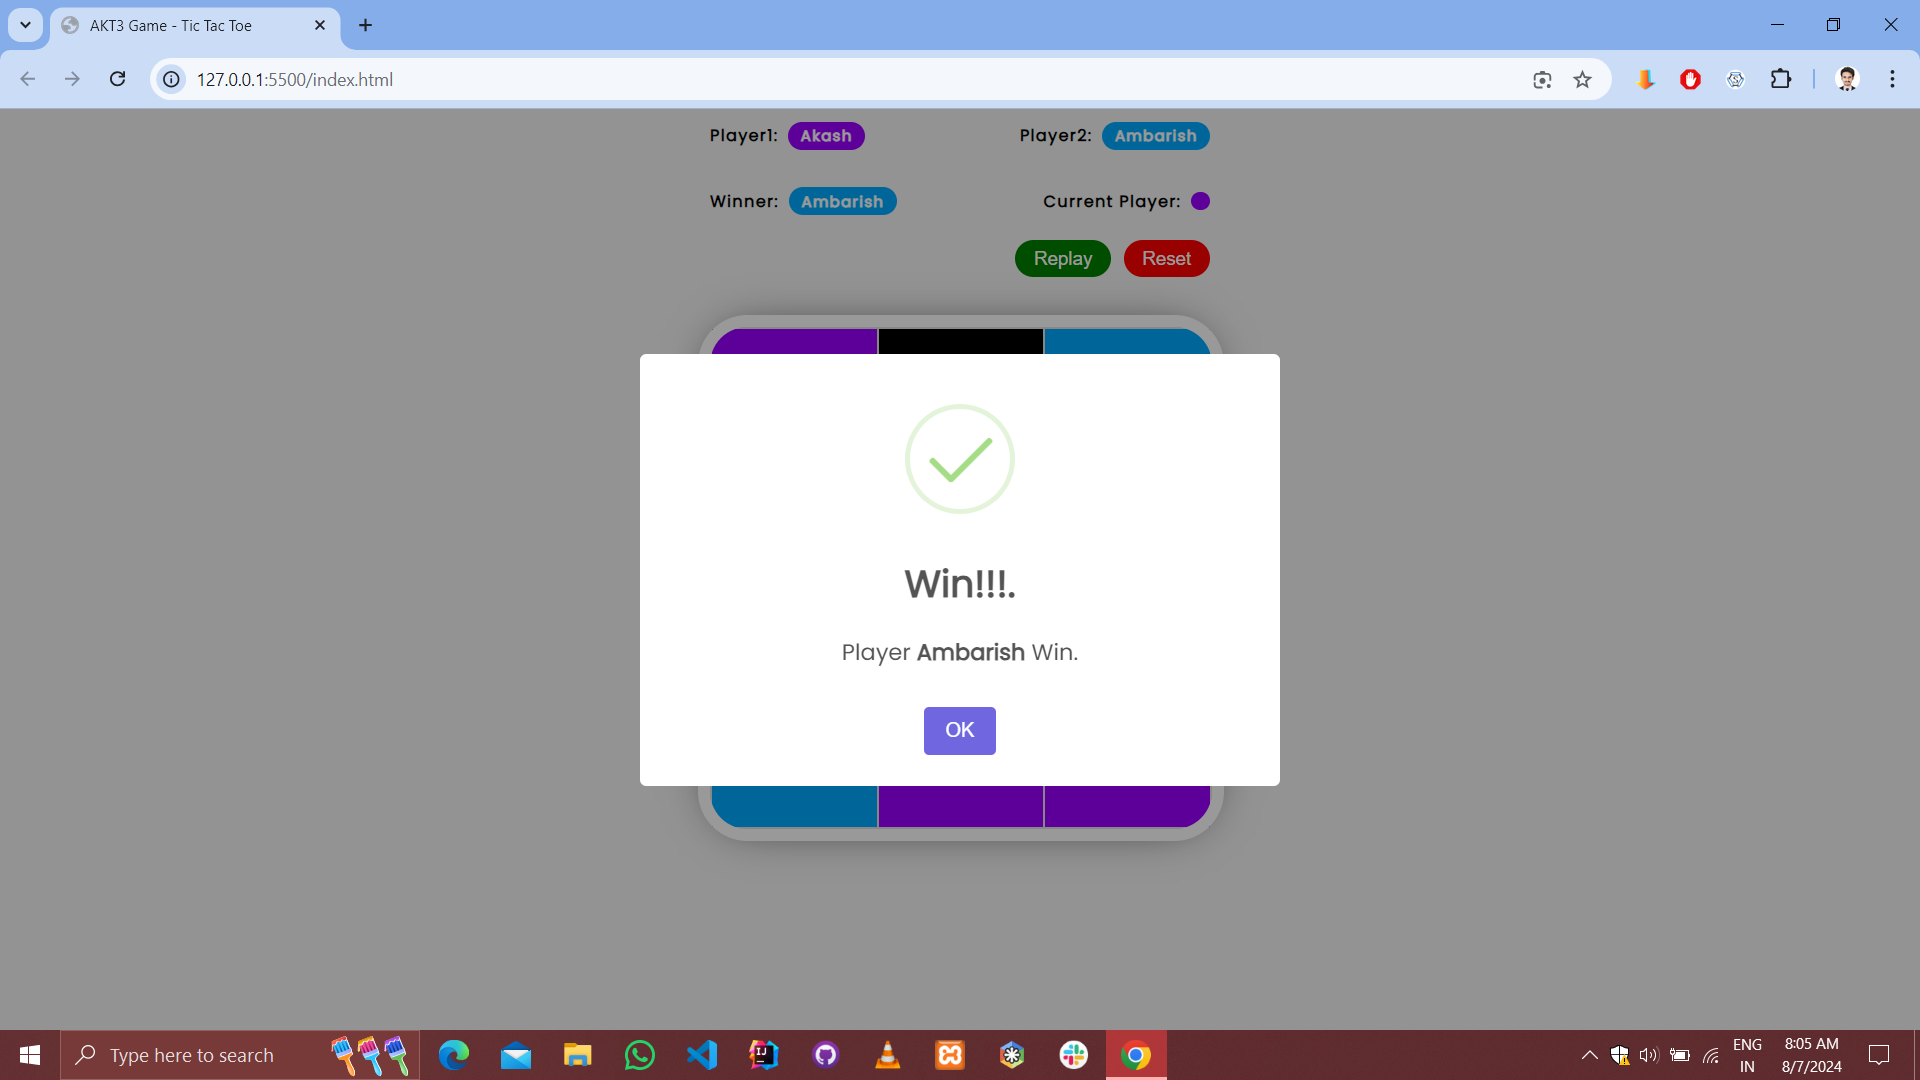 AKT3 Game - Tic Tac Toe
127.0.0.1:5500/index.html
Player1: Akash
Player2: Ambarish
Winner: Ambarish
Current Player:
Replay
Reset
Win!!!.
Player Ambarish Win.
OK
Type here to search
ENG
IN
8:05 AM
8/7/2024